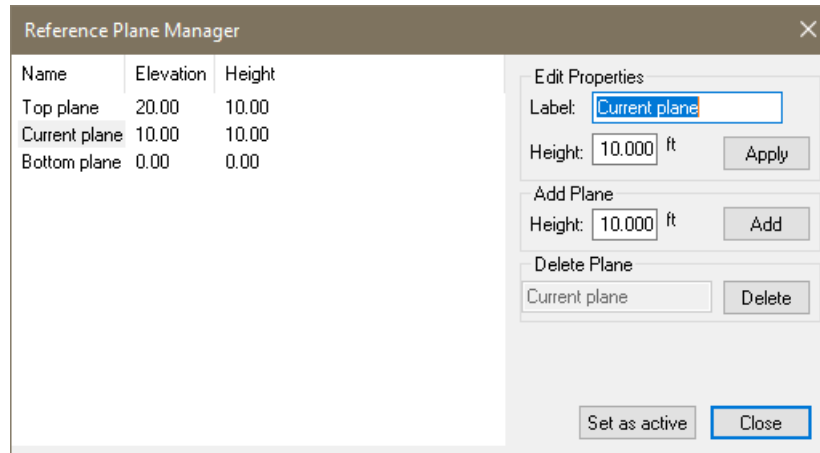 Reference Plane Manager
Name Elevation Height
Top plane 20.00 10.00
Current plane 10.00 10.00
Bottom plane 0.00 0.00
Edit Properties
Label: Current plane
Height: 10.000 ft Apply
Add Plane
Height: 10.000 ft Add
Delete Plane
Current plane Delete
Set as active Close